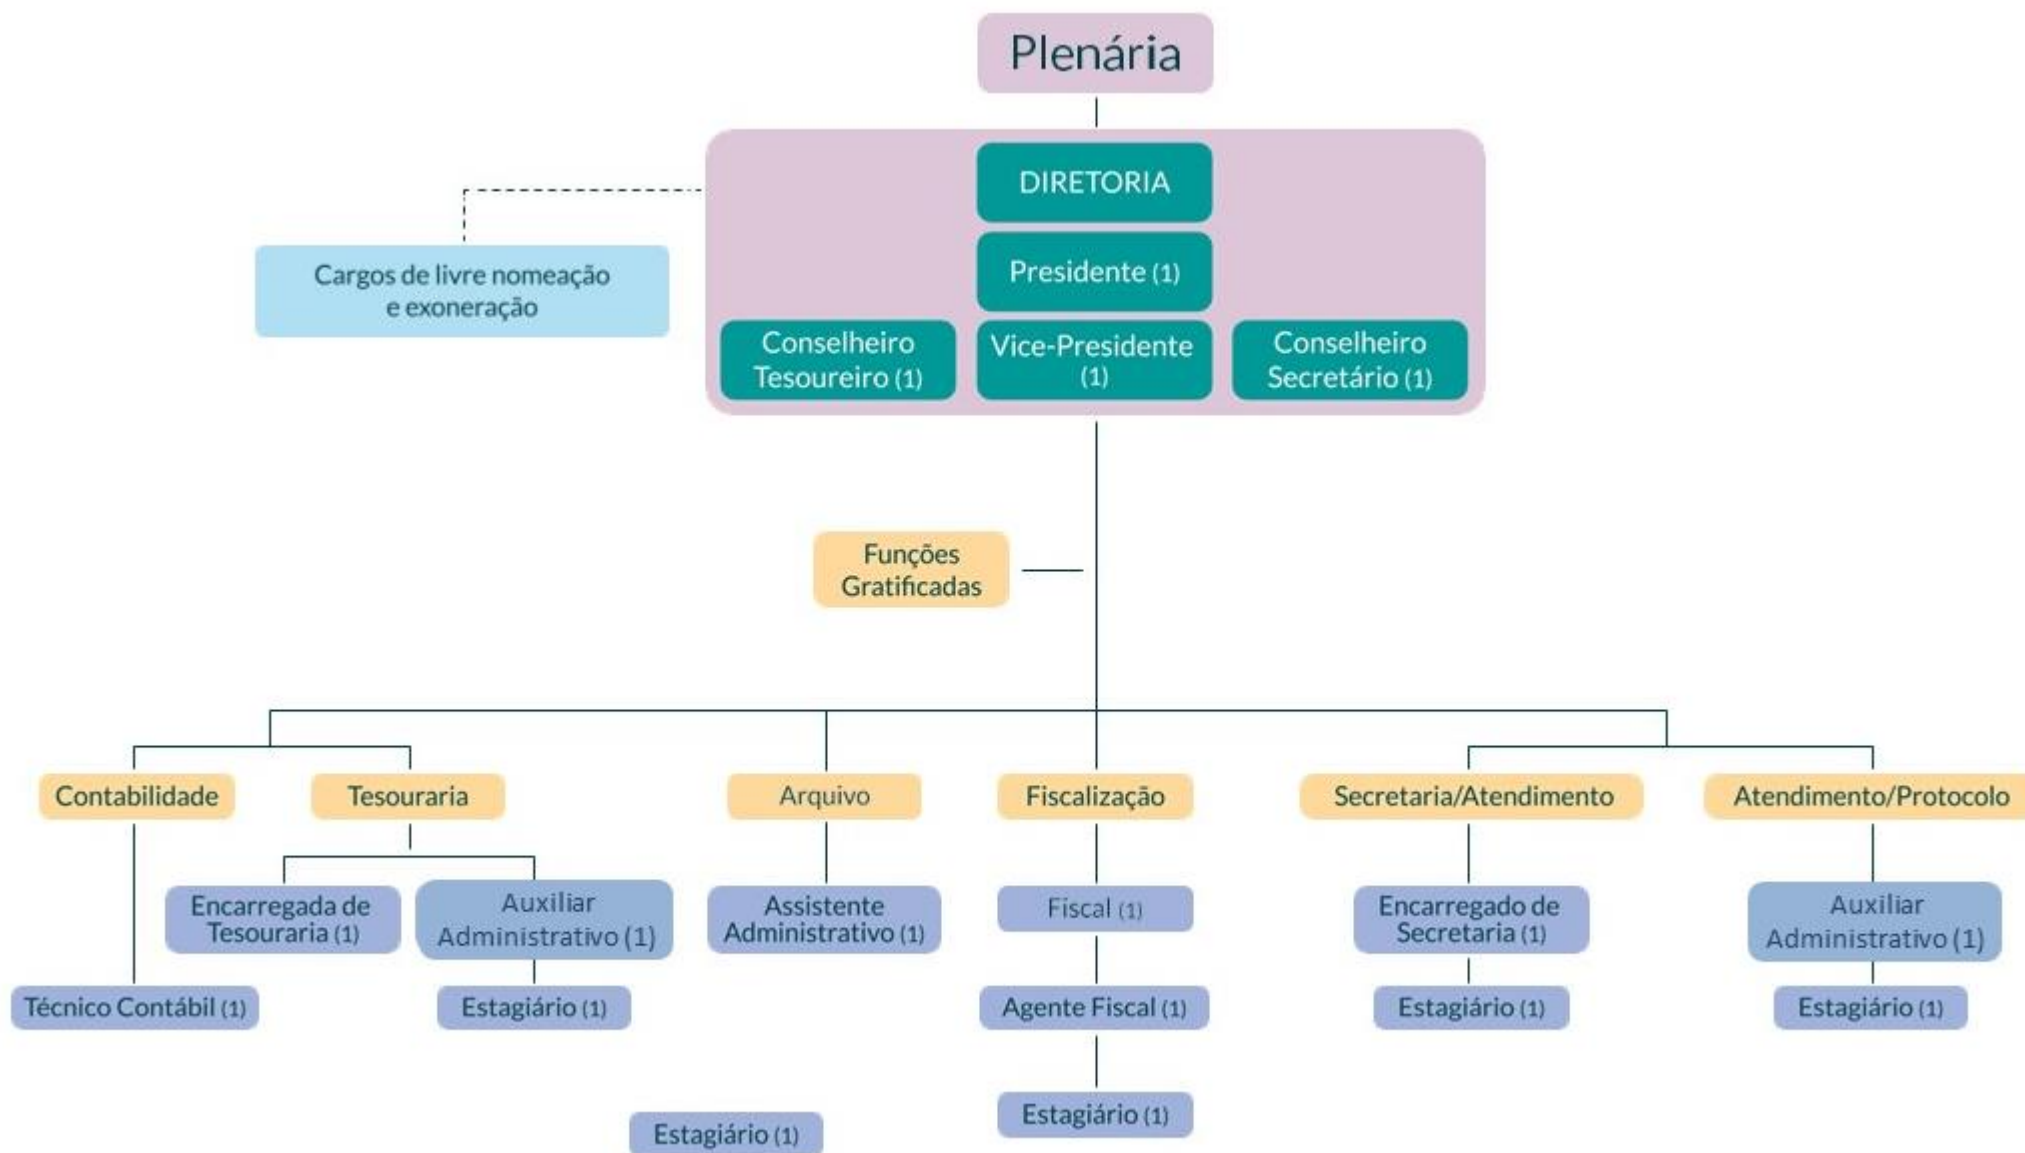 Plenária
DIRETORIA
Presidente (1)
Cargos de livre nomeação
e exoneração
Conselheiro
Tesoureiro (1)
Vice-Presidente
(1)
Conselheiro
Secretário (1)
Funções
Gratificadas
Contabilidade
Tesouraria
Arquivo
Fiscalização
Secretaria/Atendimento
Atendimento/Protocolo
Encarregada de
Tesouraria (1)
Auxiliar
Administrativo (1)
Assistente
Administrativo (1)
Fiscal (1)
Encarregado de
Secretaria (1)
Auxiliar
Administrativo (1)
Técnico Contábil (1)
Estagiário (1)
Agente Fiscal (1)
Estagiário (1)
Estagiário (1)
Estagiário (1)
Estagiário (1)